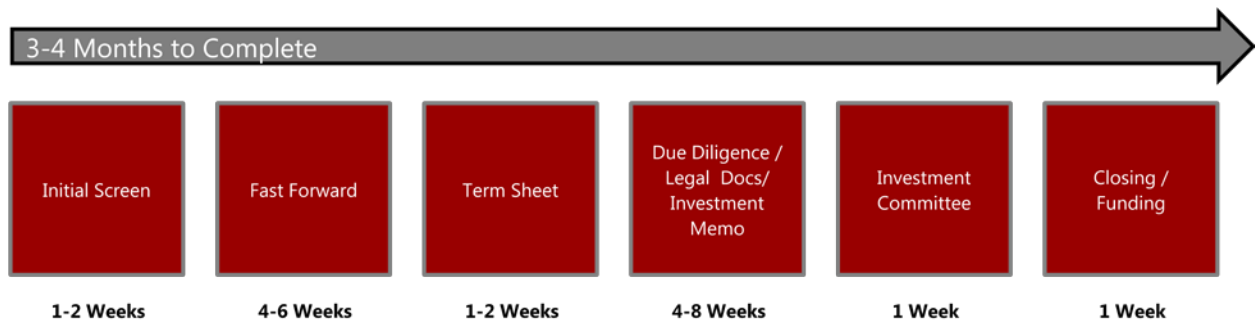 3-4 Months to Complete
Initial Screen
Fast Forward
Term Sheet
Due Diligence /
Legal Docs/
Investment
Memo
Investment
Committee
Closing /
Funding
1-2 Weeks
4-6 Weeks
1-2 Weeks
4-8 Weeks
1 Week
1 Week